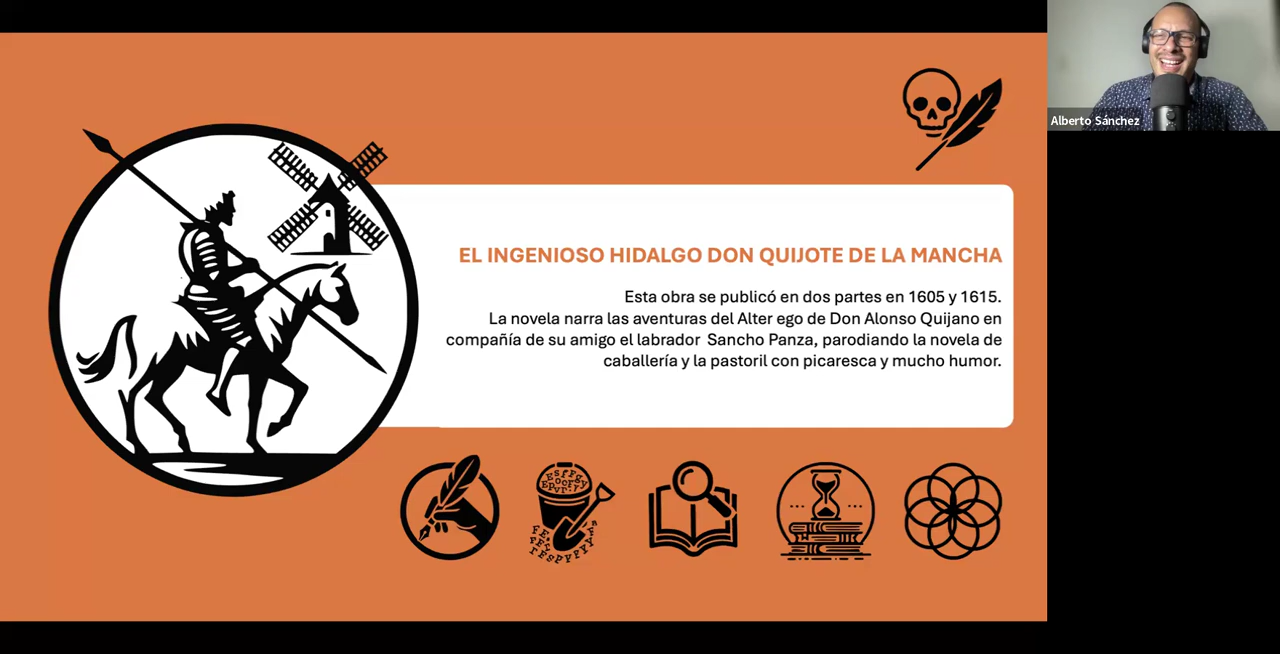 Alberto Sánchez
EL INGENIOSO HIDALGO DON QUIJOTE DE LA MANCHA
Esta obra se publicó en dos partes en 1605 y 1615.
La novela narra las aventuras del Alter ego de Don Alonso Quijano en
compañía de su amigo el labrador Sancho Panza, parodiando la novela de
caballería y la pastoril con picaresca y mucho humor.